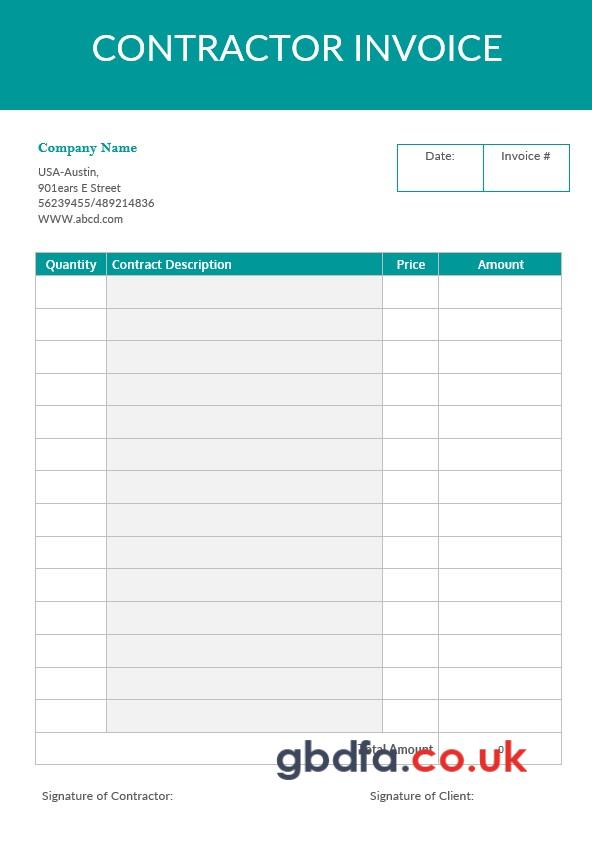 CONTRACTOR INVOICE
Company Name
USA-Austin,
901ears E Street
56239455/489214836
WWW.abcd.com
Date: Invoice #
Quantity Contract Description Price Amount
Total Amount 0
gbdfa.co.uk
Signature of Contractor: Signature of Client: